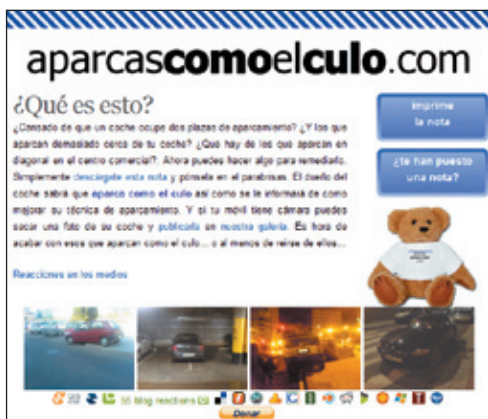 aparcascomoelculo.com
¿Qué es esto?
¿Cansado de que un coche ocupe dos plazas de aparcamiento? ¿Y los que
aparcan demasiado cerca de tu coche? ¿Qué hay de los que aparcan en
diagonal en el centro comercial?. Ahora puedes hacer algo para remediarlo.
Simplemente descárgate esta nota y pónsela en el parabrisas. El dueño del
coche sabrá que aparca como el culo así como se le informará de como
mejorar su técnica de aparcamiento. Y si tu móvil tiene cámara puedes
sacar una foto de su coche y publicarla en nuestra galería. Es hora de
acabar con esos que aparcan como el culo... o al menos de reirse de ellos...
Reacciones en los medios
imprime
la nota
¿te han puesto
una nota?
55 blog reactions
Donar